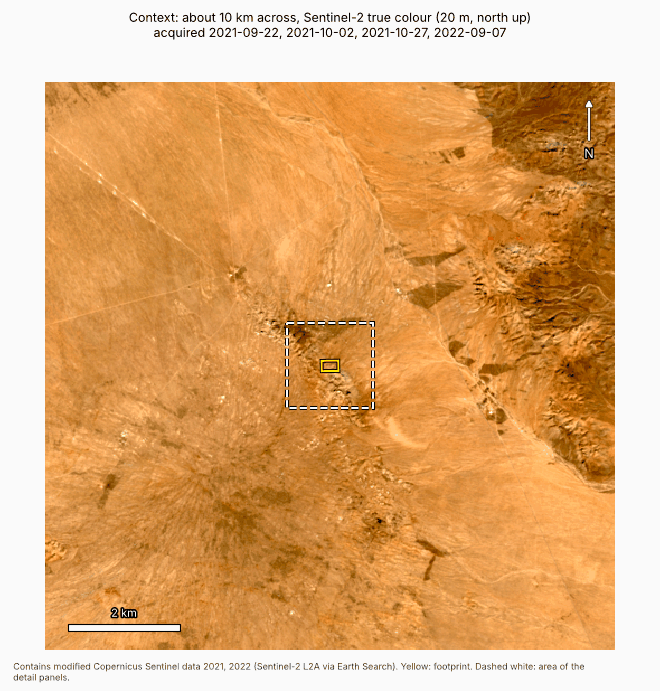 Context: about 10 km across, Sentinel-2 true colour (20 m, north up)
acquired 2021-09-22, 2021-10-02, 2021-10-27, 2022-09-07
N
2 km
Contains modified Copernicus Sentinel data 2021, 2022 (Sentinel-2 L2A via Earth Search). Yellow: footprint. Dashed white: area of the
detail panels.